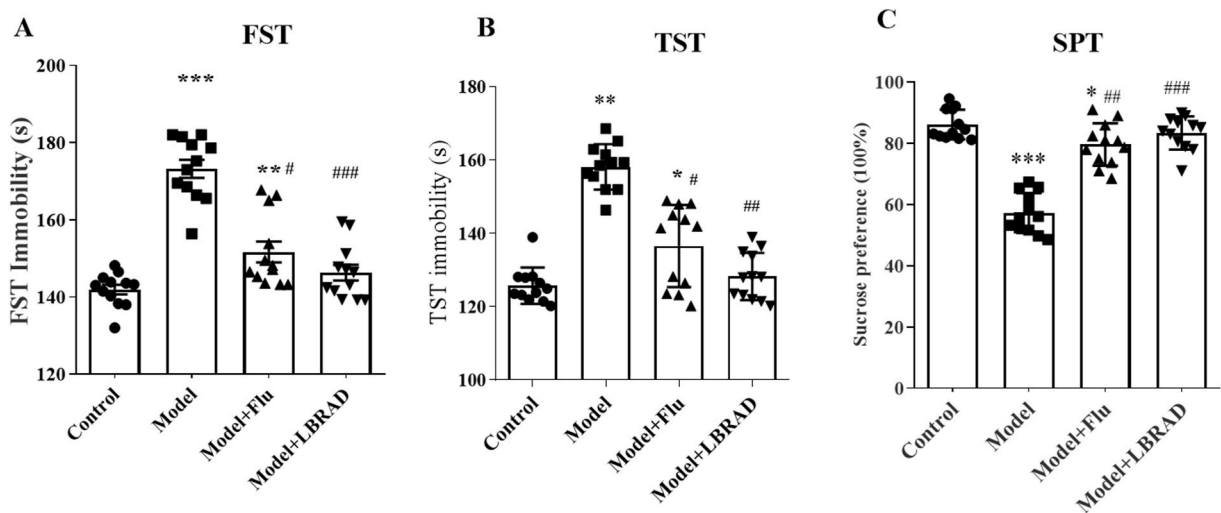 A
FST
FST Immobility (s)
200
180
160
140
120
***
** #
###
Control
Model
Model+Flu
Model+LBRAD
B
TST
TST immobility (s)
180
160
140
120
100
**
* #
##
Control
Model
Model+Flu
Model+LBRAD
C
SPT
Sucrose preference (100%)
100
80
60
40
20
0
***
* ##
###
Control
Model
Model+Flu
Model+LBRAD